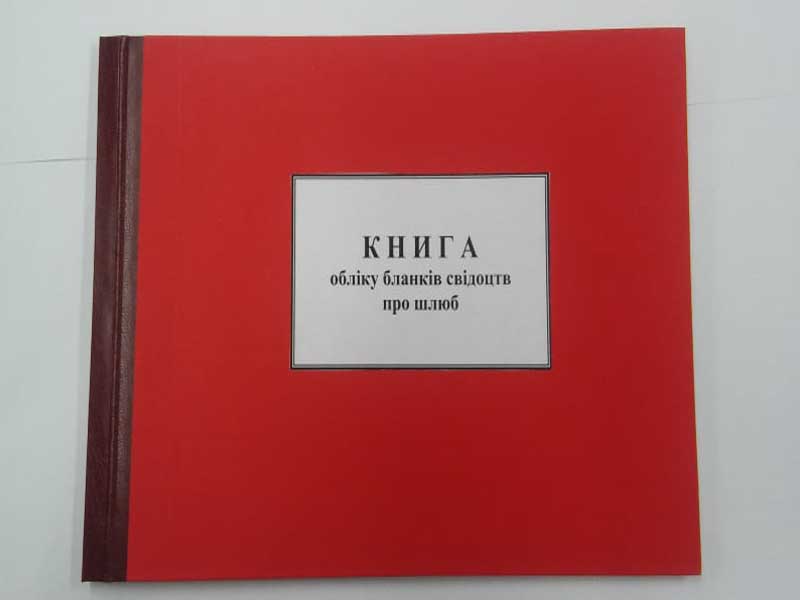 КНИГА
обліку бланків свідоцтв
про шлюб